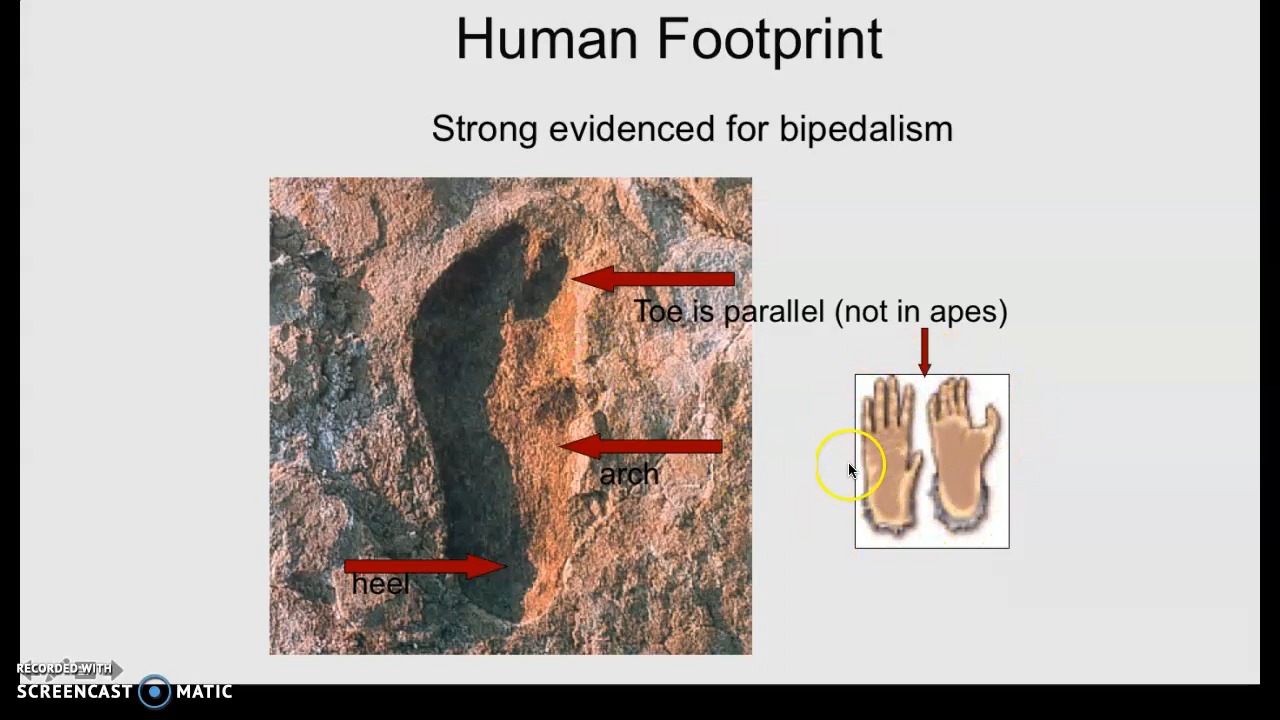 Human Footprint
Strong evidenced for bipedalism
Toe is parallel (not in apes)
arch
heel
RECORDED WITH
SCREENCAST MATIC